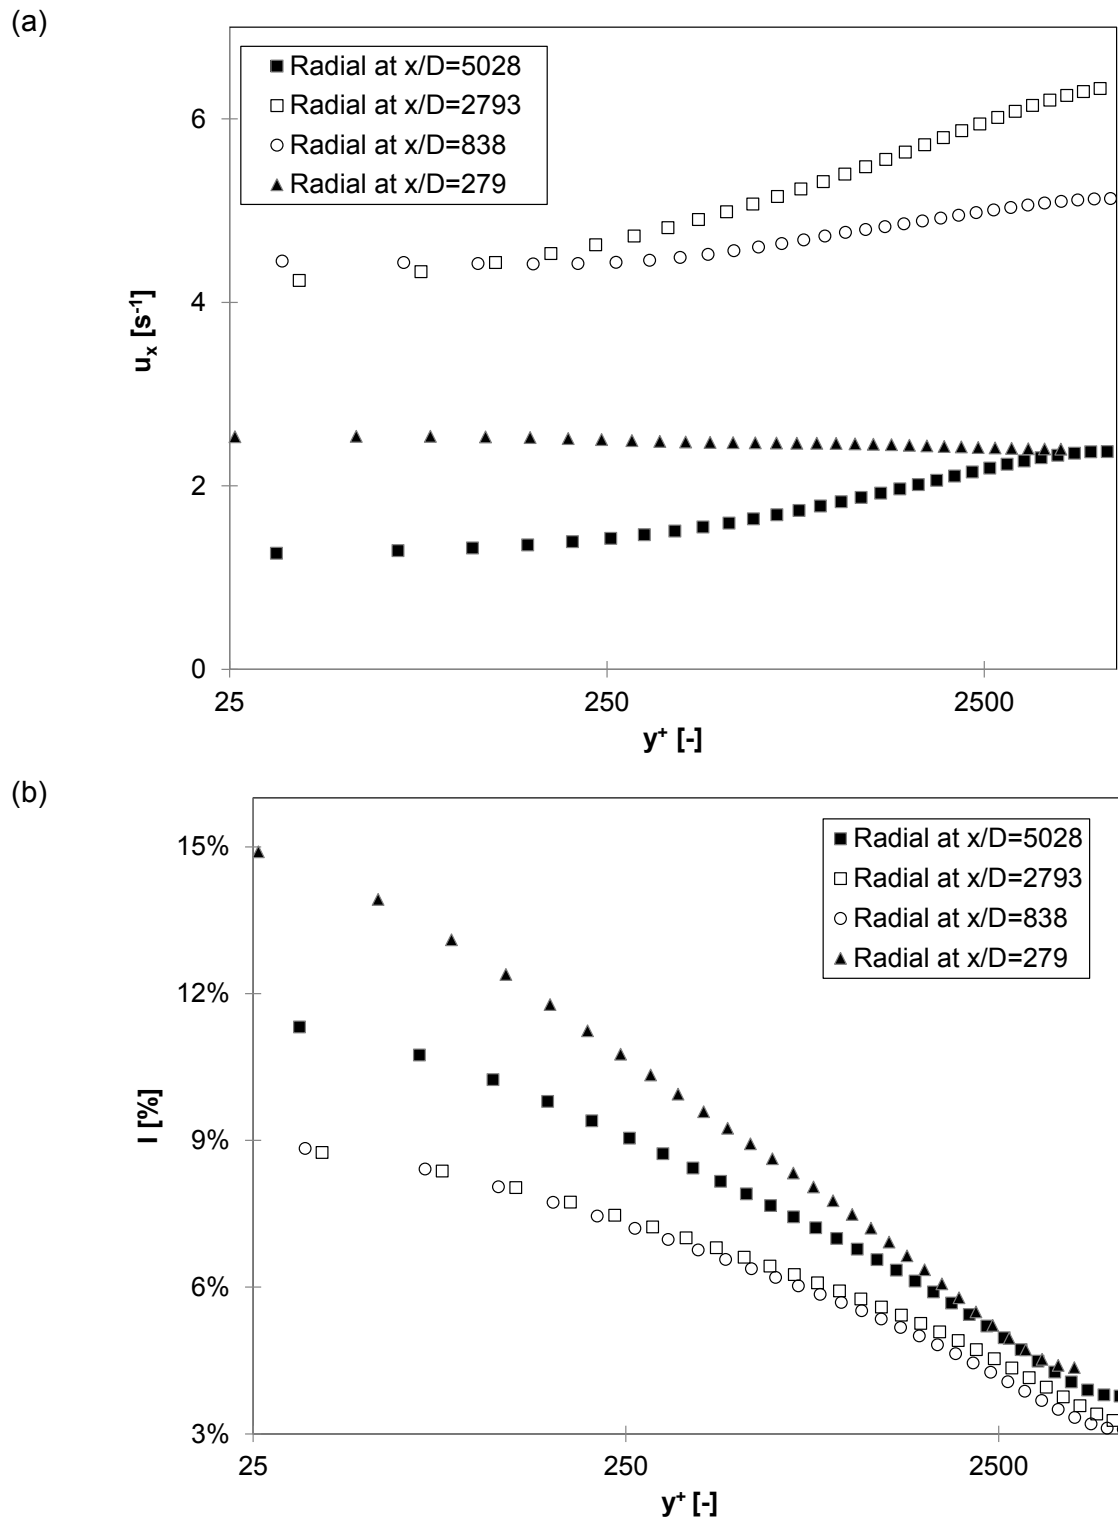 (a)
Radial at x/D=5028
Radial at x/D=2793
Radial at x/D=838
Radial at x/D=279
6
4
2
0
uₓ [s⁻¹]
25
250
2500
y⁺ [-]
(b)
Radial at x/D=5028
Radial at x/D=2793
Radial at x/D=838
Radial at x/D=279
15%
12%
9%
6%
3%
I [%]
25
250
2500
y⁺ [-]